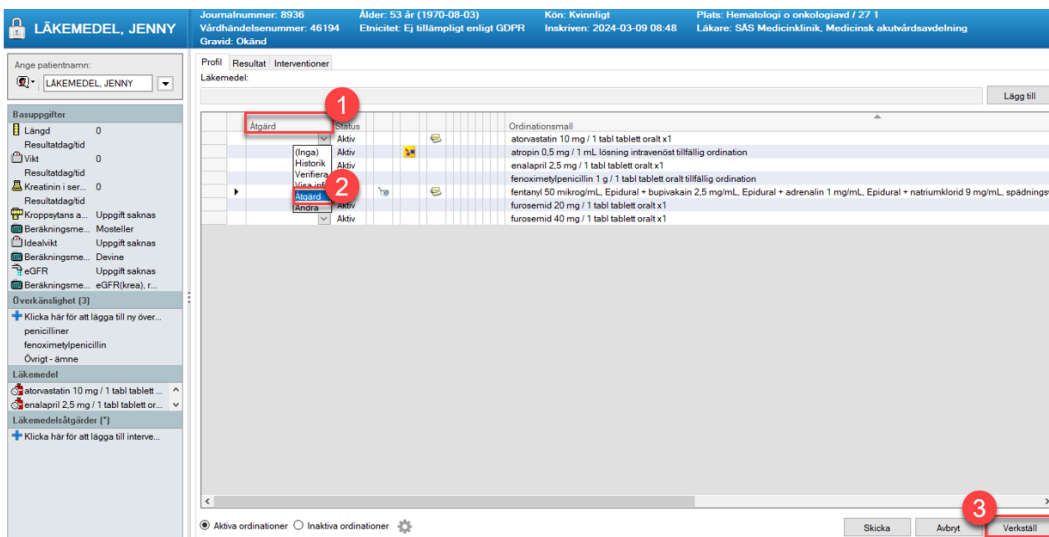 LÄKEMEDEL, JENNY
Journalnummer: 8936
Ålder: 53 år (1970-08-03)
Kön: Kvinnligt
Plats: Hematologi o onkologiavd / 27 1
Vårdhändelsenummer: 46194
Etnicitet: Ej tillämpligt enligt GDPR
Inskriven: 2024-03-09 08:48
Läkare: SÄS Medicinklinik, Medicinsk akutvårdsavdelning
Gravid: Okänd
Ange patientnamn:
LÄKEMEDEL, JENNY
Basuppgifter
Längd 0
Resultatdag/tid
Vikt 0
Resultatdag/tid
Kreatinin i ser... 0
Resultatdag/tid
Kroppsytans a... Uppgift saknas
Beräkningsme... Mosteller
Idealvikt Uppgift saknas
Beräkningsme... Devine
eGFR Uppgift saknas
Beräkningsme... eGFR(krea), r...
Överkänslighet (3)
Klicka här för att lägga till ny över...
penicilliner
fenoximetylpenicillin
Övrigt - ämne
Läkemedel
atorvastatin 10 mg / 1 tabl tablett ...
enalapril 2,5 mg / 1 tabl tablett or...
Läkemedelsåtgärder (*)
Klicka här för att lägga till interve...
Profil Resultat Interventioner
Läkemedel:
Lägg till
1
Åtgärd Status Ordinationsmall
Aktiv atorvastatin 10 mg / 1 tabl tablett oralt x1
(Inga) Aktiv atropin 0,5 mg / 1 mL lösning intravenöst tillfällig ordination
Historik Aktiv enalapril 2,5 mg / 1 tabl tablett oralt x1
Verifiera fenoximetylpenicillin 1 g / 1 tabl tablett oralt tillfällig ordination
Visa inf
2
Åtgärd fentanyl 50 mikrog/mL, Epidural + bupivakain 2,5 mg/mL, Epidural + adrenalin 1 mg/mL, Epidural + natriumklorid 9 mg/mL, spädnings
Ändra Aktiv furosemid 20 mg / 1 tabl tablett oralt x1
Aktiv furosemid 40 mg / 1 tabl tablett oralt x1
3
Aktiva ordinationer Inaktiva ordinationer
Skicka Avbryt Verkställ